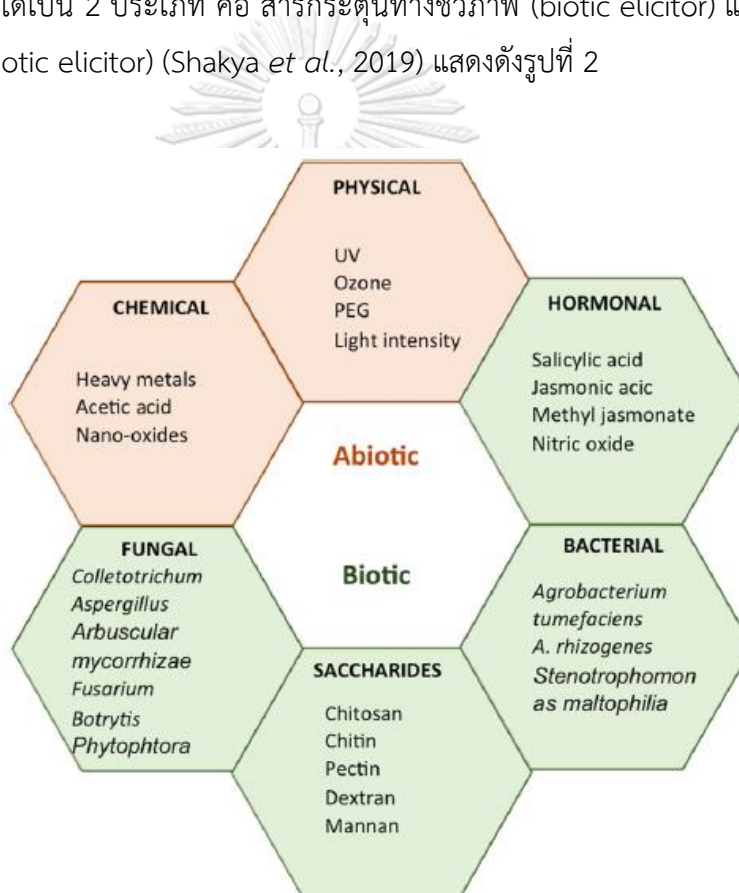 ได้เป็น 2 ประเภท คือ สารกระตุ้นทางชีวภาพ (biotic elicitor)
otic elicitor) (Shakya et al., 2019) แสดงดังรูปที่ 2
PHYSICAL
UV
Ozone
PEG
Light intensity
CHEMICAL
Heavy metals
Acetic acid
Nano-oxides
HORMONAL
Salicylic acid
Jasmonic acic
Methyl jasmonate
Nitric oxide
Abiotic
Biotic
FUNGAL
Colletotrichum
Aspergillus
Arbuscular
mycorrhizae
Fusarium
Botrytis
Phytophtora
SACCHARIDES
Chitosan
Chitin
Pectin
Dextran
Mannan
BACTERIAL
Agrobacterium
tumefaciens
A. rhizogenes
Stenotrophomon
as maltophilia